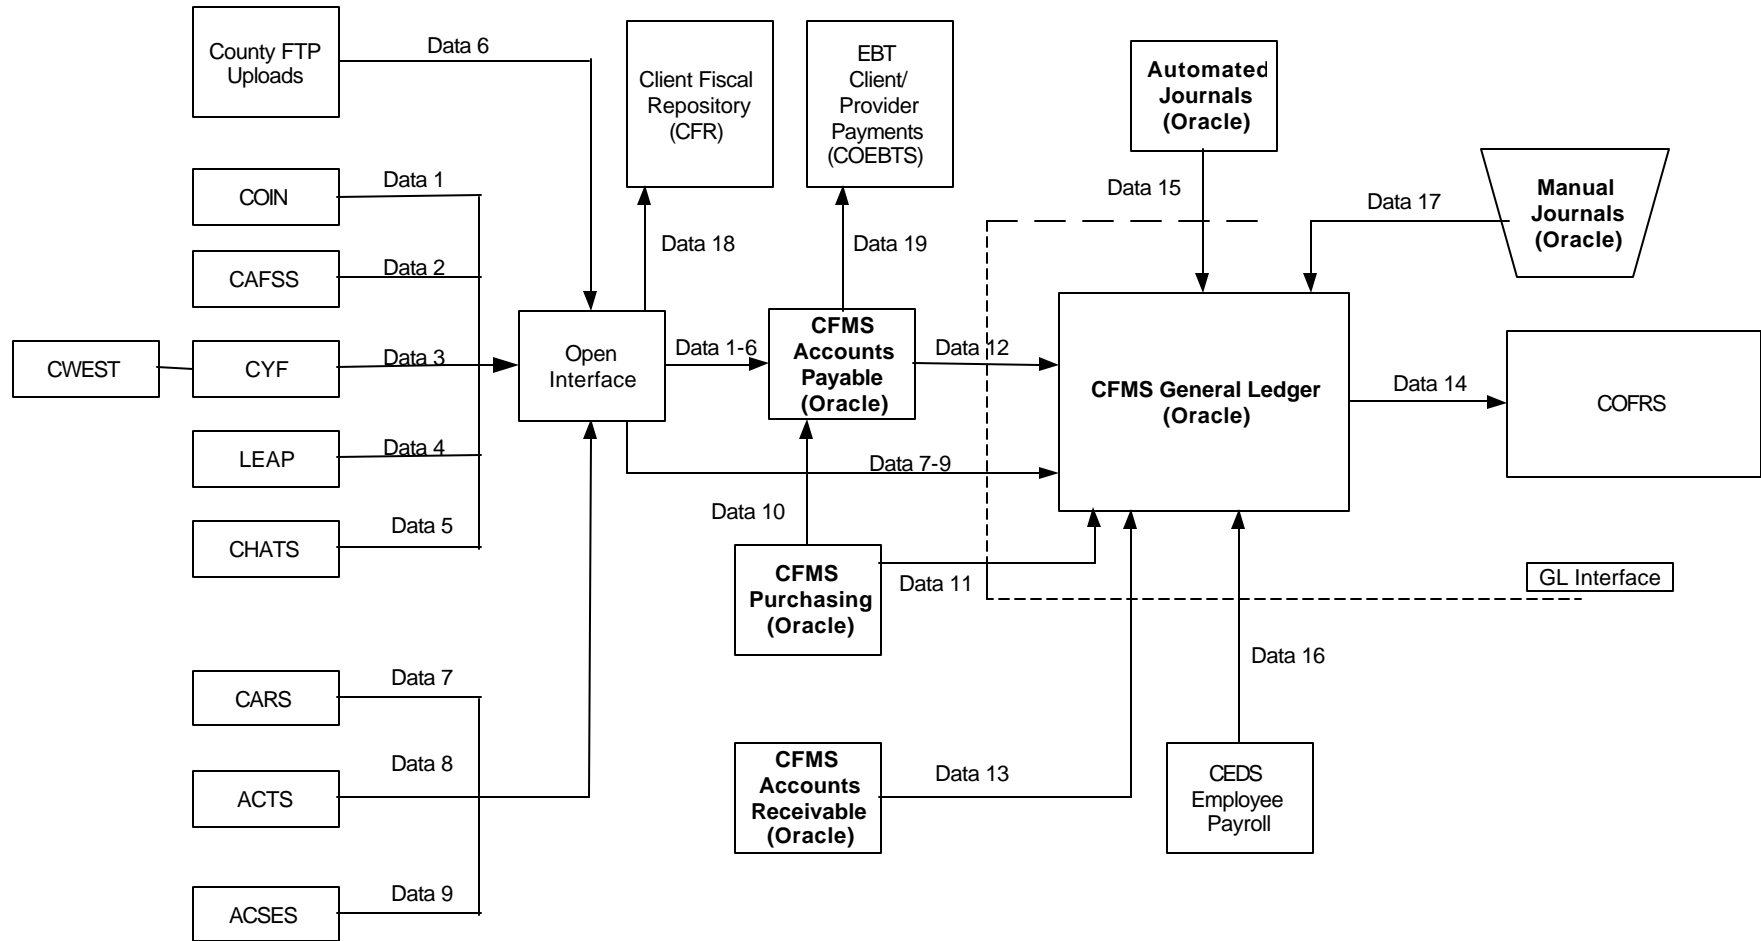 County FTP
Uploads
Data 6
Client Fiscal
Repository
(CFR)
EBT
Client/
Provider
Payments
(COEBTS)
Automated
Journals
(Oracle)
Manual
Journals
(Oracle)
Data 15
Data 17
COIN
Data 1
Data 18
Data 19
CAFSS
Data 2
CWEST
CYF
Data 3
Open
Interface
Data 1-6
CFMS
Accounts
Payable
(Oracle)
Data 12
CFMS General Ledger
(Oracle)
Data 14
COFRS
LEAP
Data 4
Data 7-9
CHATS
Data 5
Data 10
CFMS
Purchasing
(Oracle)
Data 11
GL Interface
Data 16
CARS
Data 7
ACTS
Data 8
CFMS
Accounts
Receivable
(Oracle)
Data 13
CEDS
Employee
Payroll
ACSES
Data 9